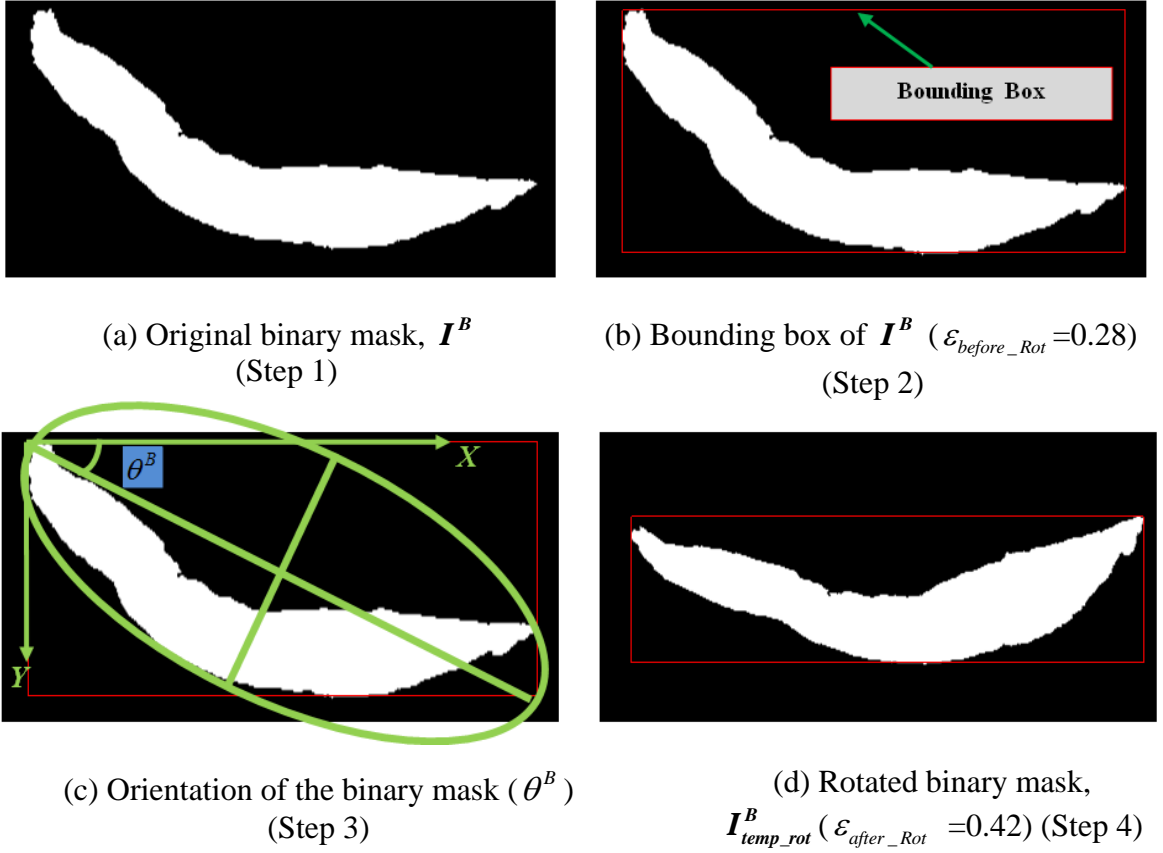 Bounding Box
(a) Original binary mask, I^B
(Step 1)
(b) Bounding box of I^B (ε_before_Rot =0.28)
(Step 2)
X
θ^B
Y
(c) Orientation of the binary mask (θ^B)
(Step 3)
(d) Rotated binary mask,
I^B_temp_rot (ε_after_Rot =0.42) (Step 4)